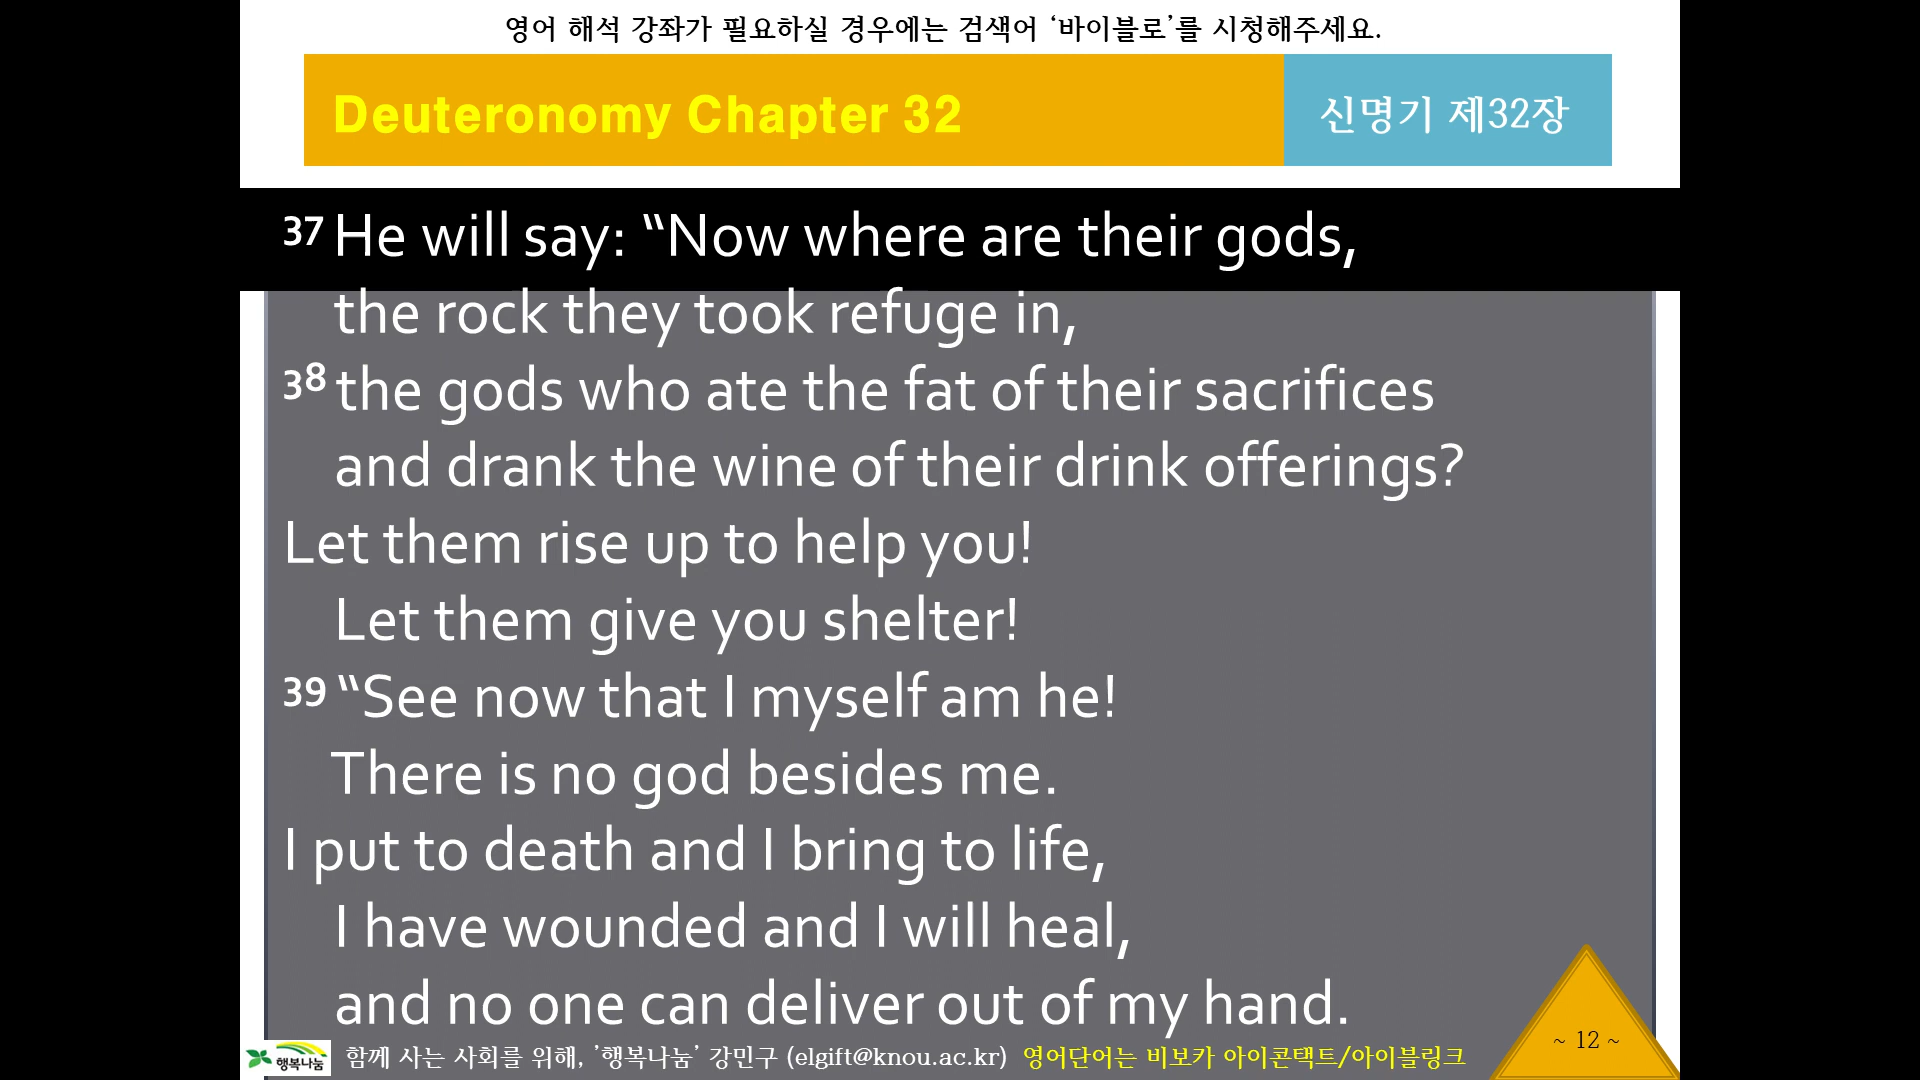 영어 해석 강좌가 필요하실 경우에는 검색어 ‘바이블로’를 시청해주세요.
Deuteronomy Chapter 32
신명기 제32장
37 He will say: “Now where are their gods,
the rock they took refuge in,
38 the gods who ate the fat of their sacrifices
and drank the wine of their drink offerings?
Let them rise up to help you!
Let them give you shelter!
39 “See now that I myself am he!
There is no god besides me.
I put to death and I bring to life,
I have wounded and I will heal,
and no one can deliver out of my hand.
~ 12 ~
행복나눔
함께 사는 사회를 위해, ’행복나눔’ 강민구 (elgift@knou.ac.kr) 영어단어는 비보카 아이콘택트/아이블링크